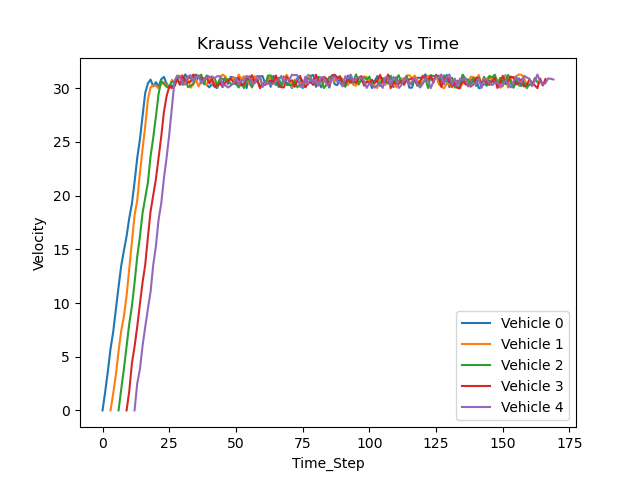 Krauss Vehcile Velocity vs Time
Velocity
30
25
20
15
10
5
0
Vehicle 0
Vehicle 1
Vehicle 2
Vehicle 3
Vehicle 4
0 25 50 75 100 125 150 175
Time_Step